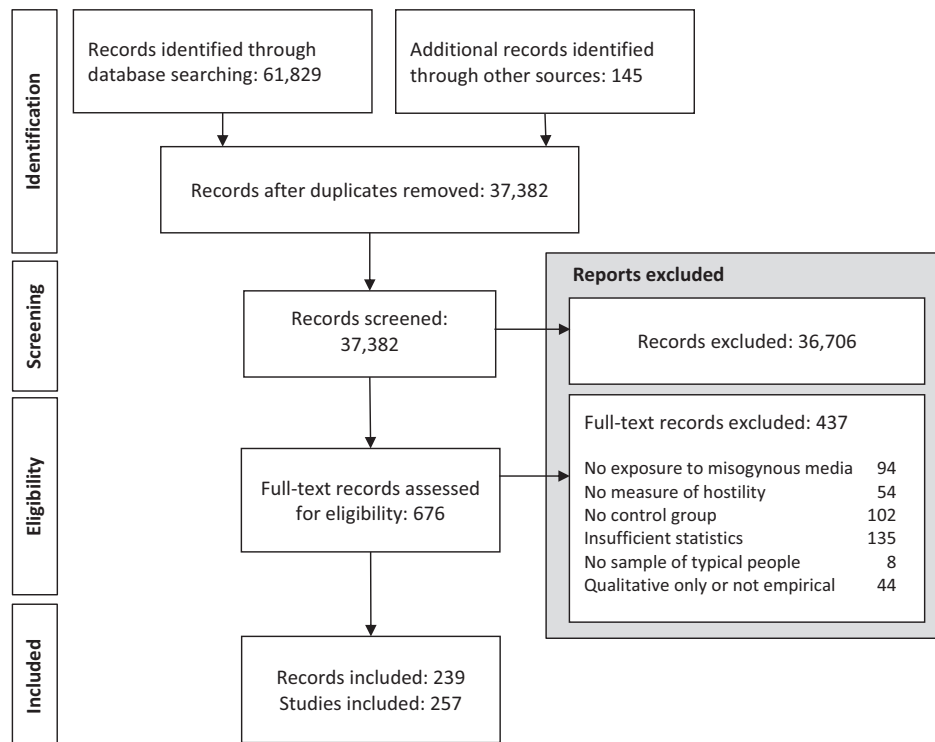 Identification
Records identified through
database searching: 61,829
Additional records identified
through other sources: 145
Records after duplicates removed: 37,382
Screening
Records screened:
37,382
Reports excluded
Records excluded: 36,706
Eligibility
Full-text records assessed
for eligibility: 676
Full-text records excluded: 437
No exposure to misogynous media 94
No measure of hostility 54
No control group 102
Insufficient statistics 135
No sample of typical people 8
Qualitative only or not empirical 44
Included
Records included: 239
Studies included: 257